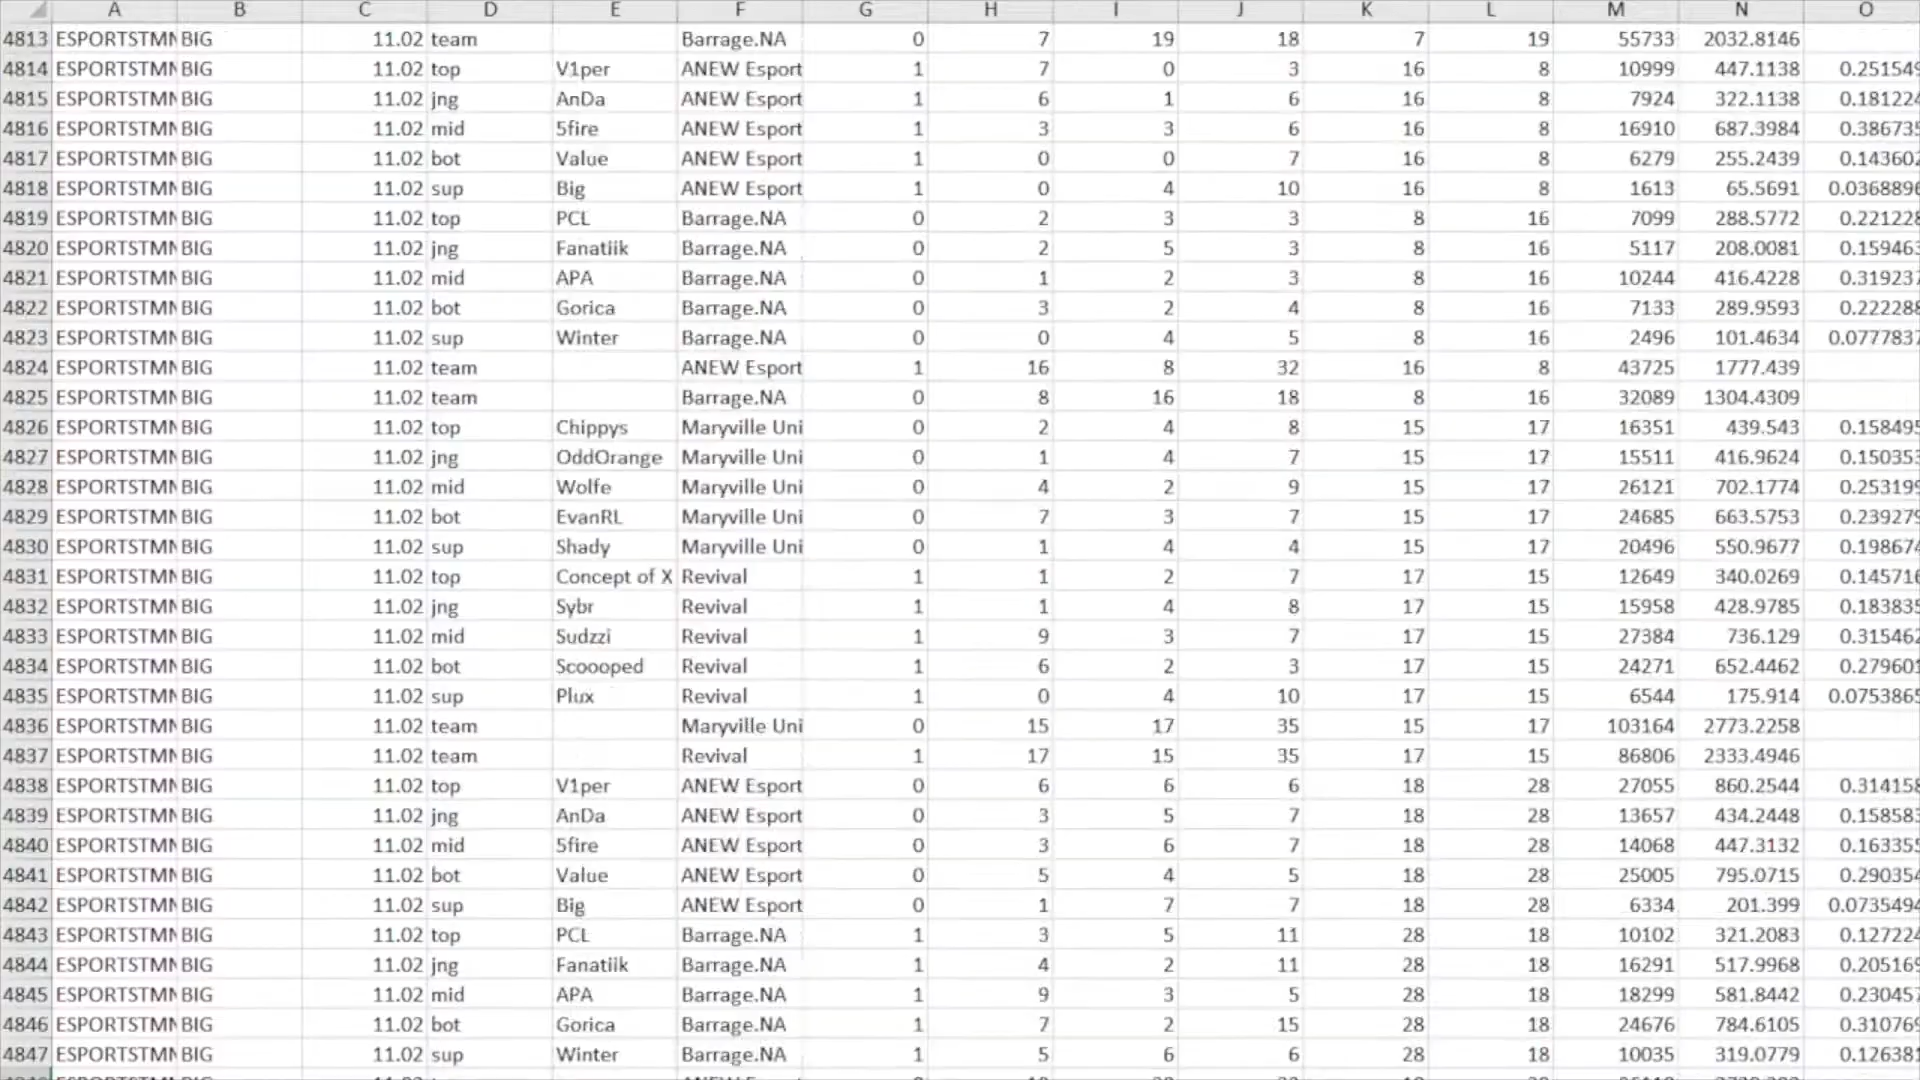 A B C D E F G H I J K L M N O
4813 ESPORTSTMN BIG 11.02 team Barrage.NA 0 7 19 18 7 19 55733 2032.8146
4814 ESPORTSTMN BIG 11.02 top V1per ANEW Esport 1 7 0 3 16 8 10999 447.1138 0.251549
4815 ESPORTSTMN BIG 11.02 jng AnDa ANEW Esport 1 6 1 6 16 8 7924 322.1138 0.181224
4816 ESPORTSTMN BIG 11.02 mid 5fire ANEW Esport 1 3 3 6 16 8 16910 687.3984 0.386735
4817 ESPORTSTMN BIG 11.02 bot Value ANEW Esport 1 0 0 7 16 8 6279 255.2439 0.143602
4818 ESPORTSTMN BIG 11.02 sup Big ANEW Esport 1 0 4 10 16 8 1613 65.5691 0.0368896
4819 ESPORTSTMN BIG 11.02 top PCL Barrage.NA 0 2 3 3 8 16 7099 288.5772 0.221228
4820 ESPORTSTMN BIG 11.02 jng Fanatiik Barrage.NA 0 2 5 3 8 16 5117 208.0081 0.159463
4821 ESPORTSTMN BIG 11.02 mid APA Barrage.NA 0 1 2 3 8 16 10244 416.4228 0.319237
4822 ESPORTSTMN BIG 11.02 bot Gorica Barrage.NA 0 3 2 4 8 16 7133 289.9593 0.222288
4823 ESPORTSTMN BIG 11.02 sup Winter Barrage.NA 0 0 4 5 8 16 2496 101.4634 0.0777837
4824 ESPORTSTMN BIG 11.02 team ANEW Esport 1 16 8 32 16 8 43725 1777.439
4825 ESPORTSTMN BIG 11.02 team Barrage.NA 0 8 16 18 8 16 32089 1304.4309
4826 ESPORTSTMN BIG 11.02 top Chippys Maryville Uni 0 2 4 8 15 17 16351 439.543 0.158495
4827 ESPORTSTMN BIG 11.02 jng OddOrange Maryville Uni 0 1 4 7 15 17 15511 416.9624 0.150353
4828 ESPORTSTMN BIG 11.02 mid Wolfe Maryville Uni 0 4 2 9 15 17 26121 702.1774 0.253199
4829 ESPORTSTMN BIG 11.02 bot EvanRL Maryville Uni 0 7 3 7 15 17 24685 663.5753 0.239279
4830 ESPORTSTMN BIG 11.02 sup Shady Maryville Uni 0 1 4 4 15 17 20496 550.9677 0.198674
4831 ESPORTSTMN BIG 11.02 top Concept of X Revival 1 1 2 7 17 15 12649 340.0269 0.145716
4832 ESPORTSTMN BIG 11.02 jng Sybr Revival 1 1 4 8 17 15 15958 428.9785 0.183835
4833 ESPORTSTMN BIG 11.02 mid Sudzzi Revival 1 9 3 7 17 15 27384 736.129 0.315462
4834 ESPORTSTMN BIG 11.02 bot Scoooped Revival 1 6 2 3 17 15 24271 652.4462 0.279601
4835 ESPORTSTMN BIG 11.02 sup Plux Revival 1 0 4 10 17 15 6544 175.914 0.0753865
4836 ESPORTSTMN BIG 11.02 team Maryville Uni 0 15 17 35 15 17 103164 2773.2258
4837 ESPORTSTMN BIG 11.02 team Revival 1 17 15 35 17 15 86806 2333.4946
4838 ESPORTSTMN BIG 11.02 top V1per ANEW Esport 0 6 6 6 18 28 27055 860.2544 0.314158
4839 ESPORTSTMN BIG 11.02 jng AnDa ANEW Esport 0 3 5 7 18 28 13657 434.2448 0.158583
4840 ESPORTSTMN BIG 11.02 mid 5fire ANEW Esport 0 3 6 7 18 28 14068 447.3132 0.163355
4841 ESPORTSTMN BIG 11.02 bot Value ANEW Esport 0 5 4 5 18 28 25005 795.0715 0.290354
4842 ESPORTSTMN BIG 11.02 sup Big ANEW Esport 0 1 7 7 18 28 6334 201.399 0.0735494
4843 ESPORTSTMN BIG 11.02 top PCL Barrage.NA 1 3 5 11 28 18 10102 321.2083 0.127224
4844 ESPORTSTMN BIG 11.02 jng Fanatiik Barrage.NA 1 4 2 11 28 18 16291 517.9968 0.205169
4845 ESPORTSTMN BIG 11.02 mid APA Barrage.NA 1 9 3 5 28 18 18299 581.8442 0.230457
4846 ESPORTSTMN BIG 11.02 bot Gorica Barrage.NA 1 7 2 15 28 18 24676 784.6105 0.310769
4847 ESPORTSTMN BIG 11.02 sup Winter Barrage.NA 1 5 6 6 28 18 10035 319.0779 0.126381